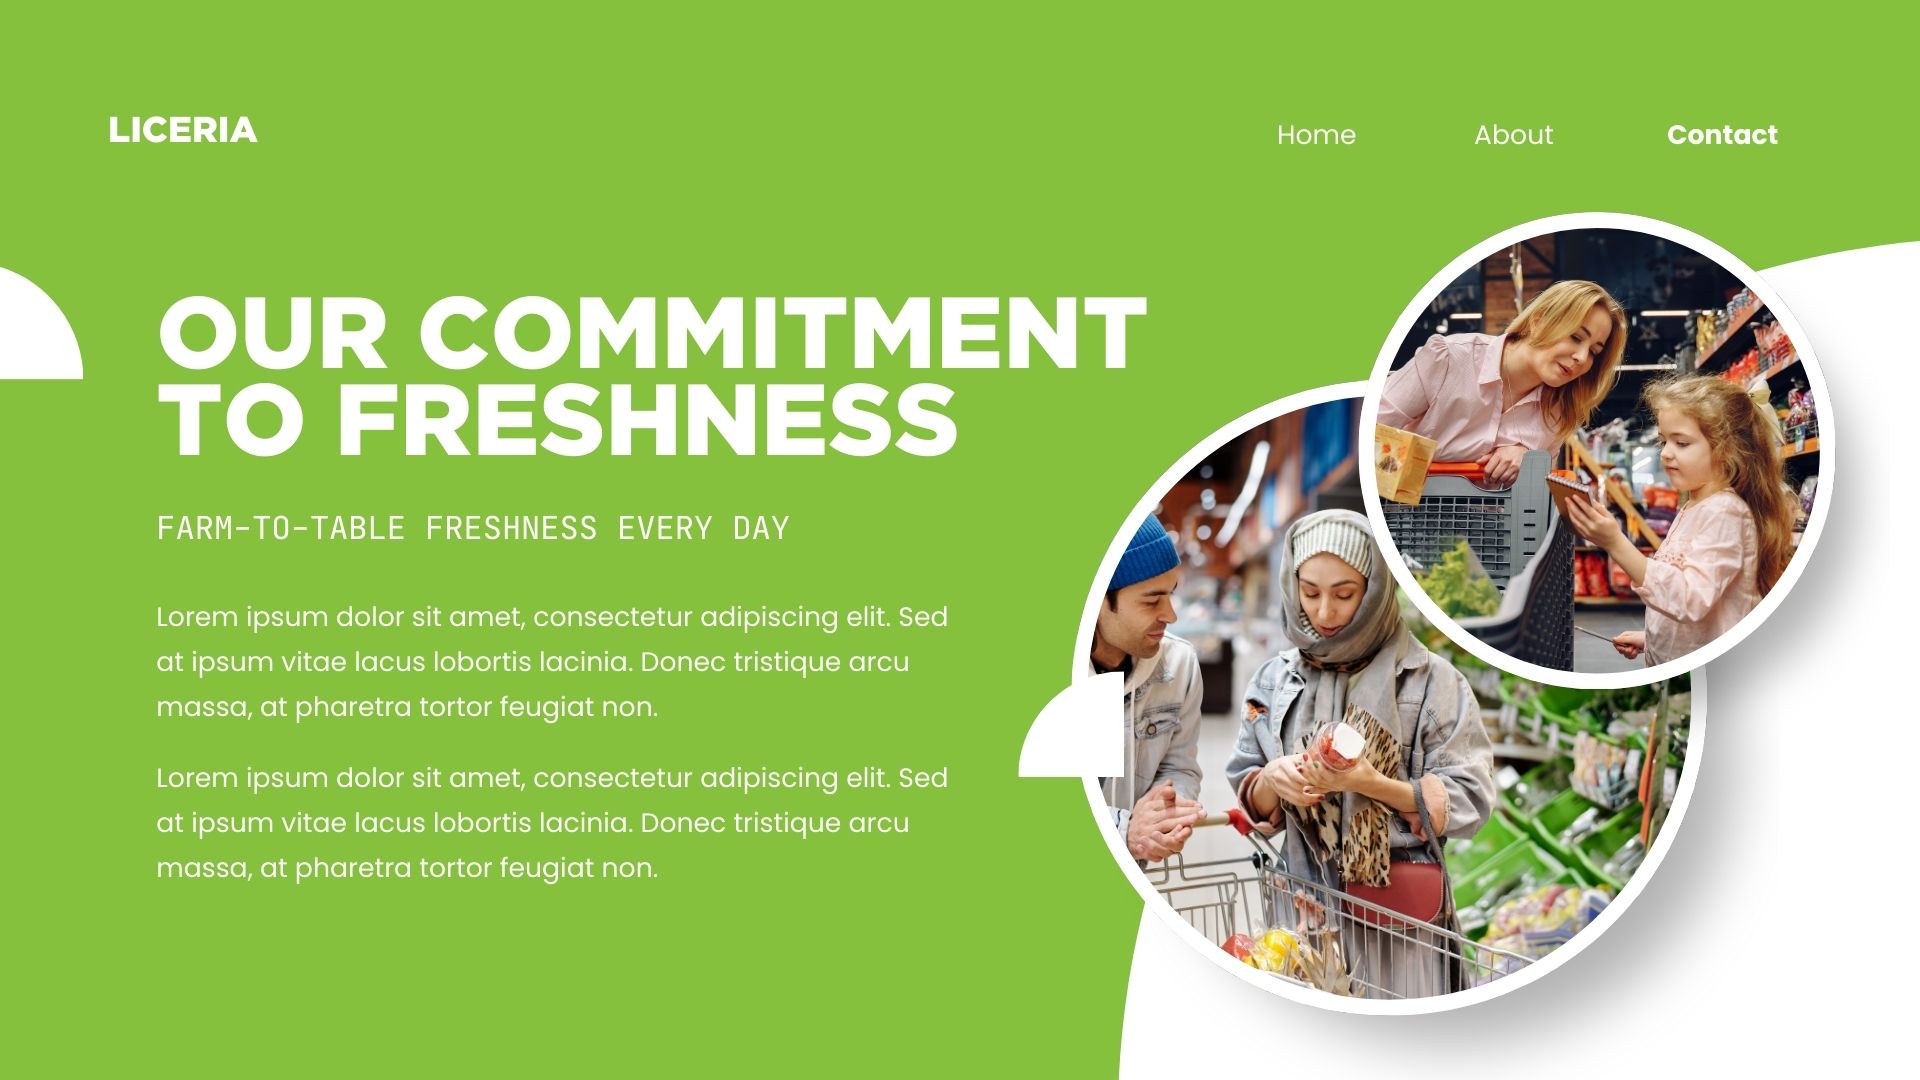 LICERIA
Home About Contact
OUR COMMITMENT
TO FRESHNESS
FARM-TO-TABLE FRESHNESS EVERY DAY
Lorem ipsum dolor sit amet, consectetur adipiscing elit. Sed
at ipsum vitae lacus lobortis lacinia. Donec tristique arcu
massa, at pharetra tortor feugiat non.
Lorem ipsum dolor sit amet, consectetur adipiscing elit. Sed
at ipsum vitae lacus lobortis lacinia. Donec tristique arcu
massa, at pharetra tortor feugiat non.